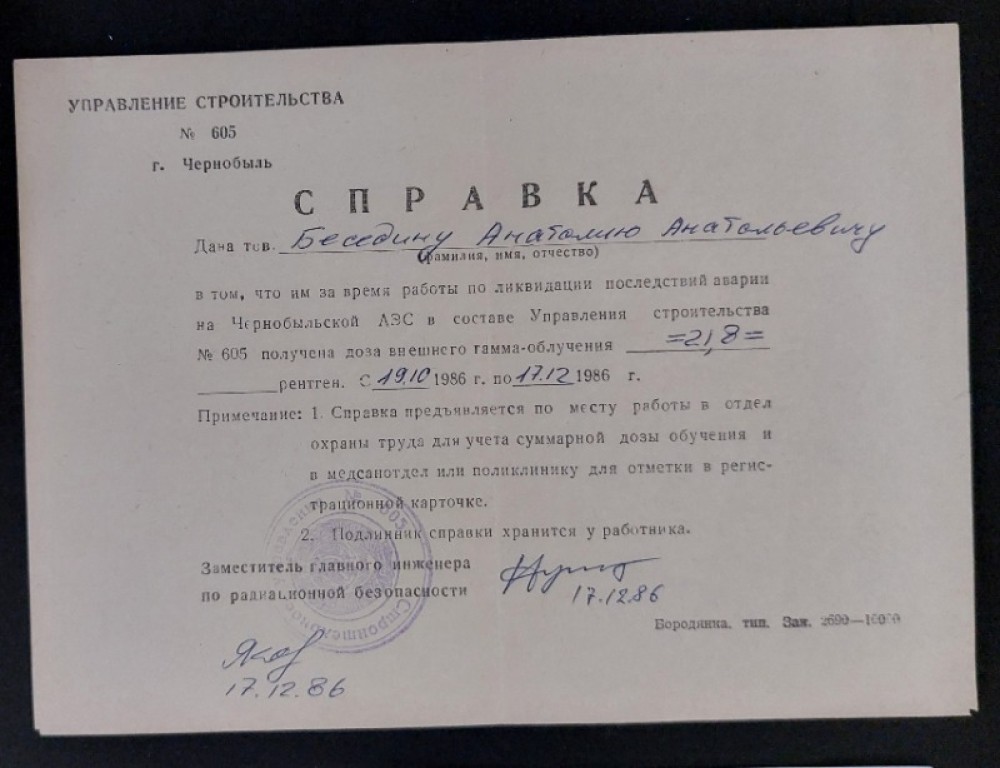 УПРАВЛЕНИЕ СТРОИТЕЛЬСТВА
№ 605
г. Чернобыль
СПРАВКА
Дана тов. Беседину Анатолию Анатольевичу
(фамилия, имя, отчество)
в том, что им за время работы по ликвидации последствий аварии
на Чернобыльской АЭС в составе Управления строительства
№ 605 получена доза внешнего гамма-облучения =21,8=
рентген. С 19.10 1986 г. по 17.12 1986 г.
Примечание: 1. Справка предъявляется по месту работы в отдел
охраны труда для учета суммарной дозы обучения и
в медсанотдел или поликлинику для отметки в регис-
трационной карточке.
2. Подлинник справки хранится у работника.
Заместитель главного инженера
по радиационной безопасности
17.12.86
Бородянка, тип. Зак.
17.12.86